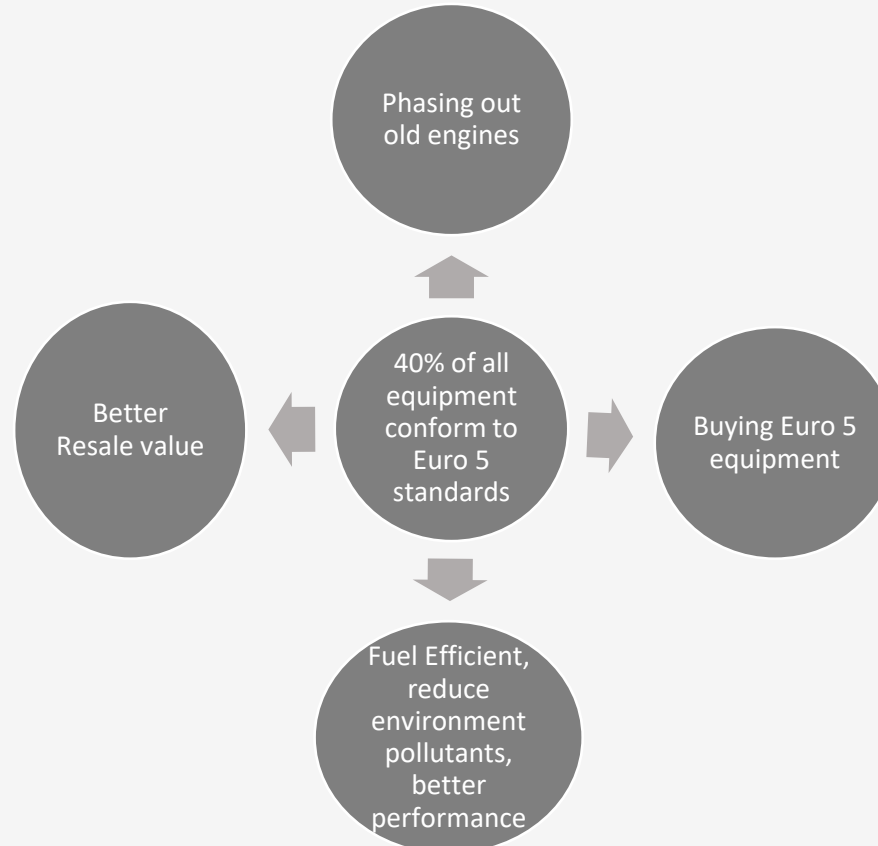 Phasing out
old engines
Better
Resale value
40% of all
equipment
conform to
Euro 5
standards
Buying Euro 5
equipment
Fuel Efficient,
reduce
environment
pollutants,
better
performance